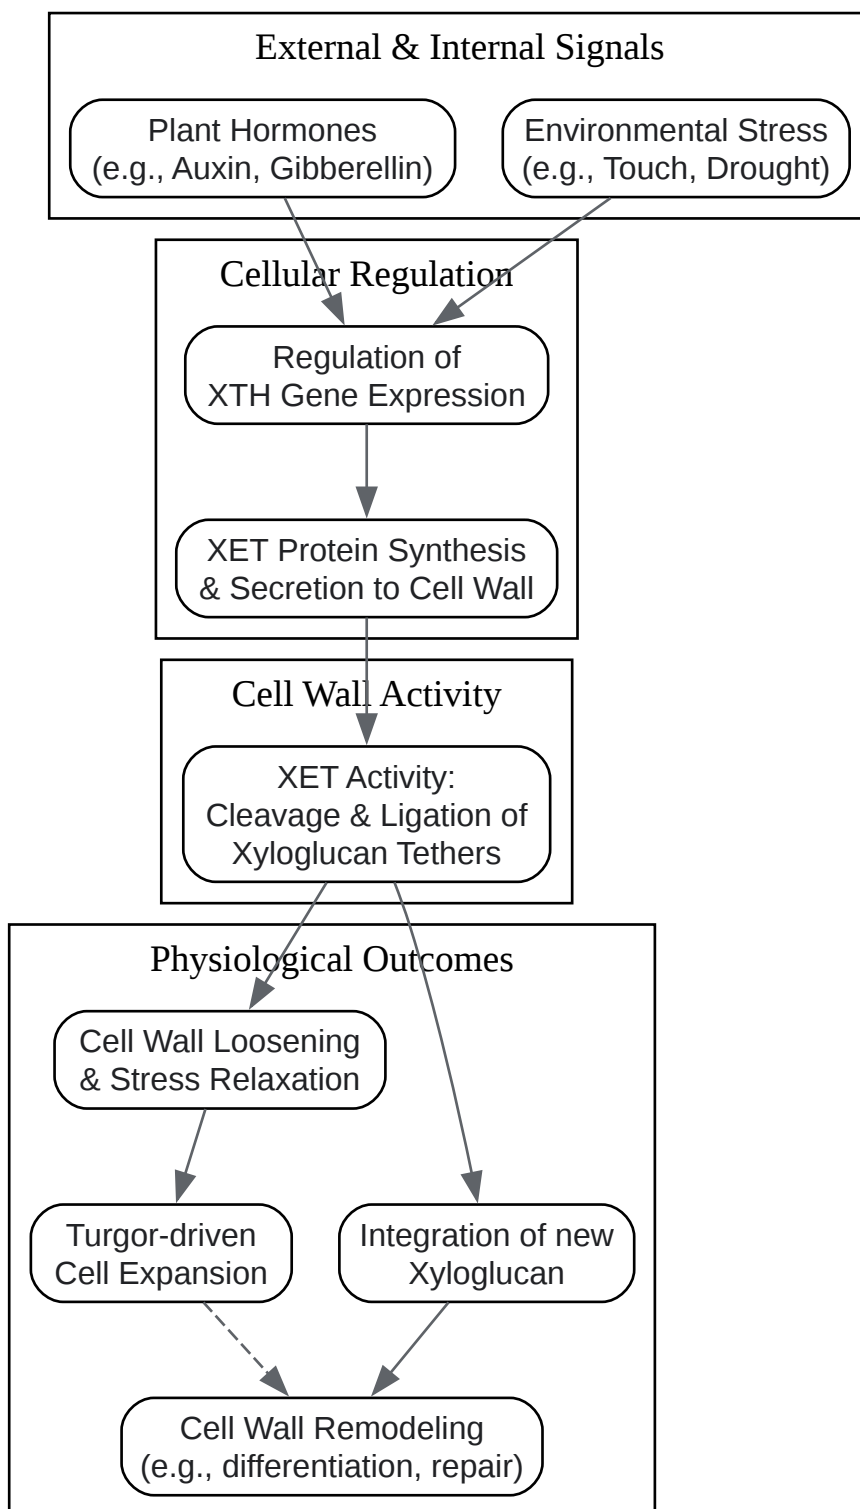 External & Internal Signals
Plant Hormones
(e.g., Auxin, Gibberellin)
Environmental Stress
(e.g., Touch, Drought)
Cellular Regulation
Regulation of
XTH Gene Expression
XET Protein Synthesis
& Secretion to Cell Wall
Cell Wall Activity
XET Activity:
Cleavage & Ligation of
Xyloglucan Tethers
Physiological Outcomes
Cell Wall Loosening
& Stress Relaxation
Turgor-driven
Cell Expansion
Integration of new
Xyloglucan
Cell Wall Remodeling
(e.g., differentiation, repair)